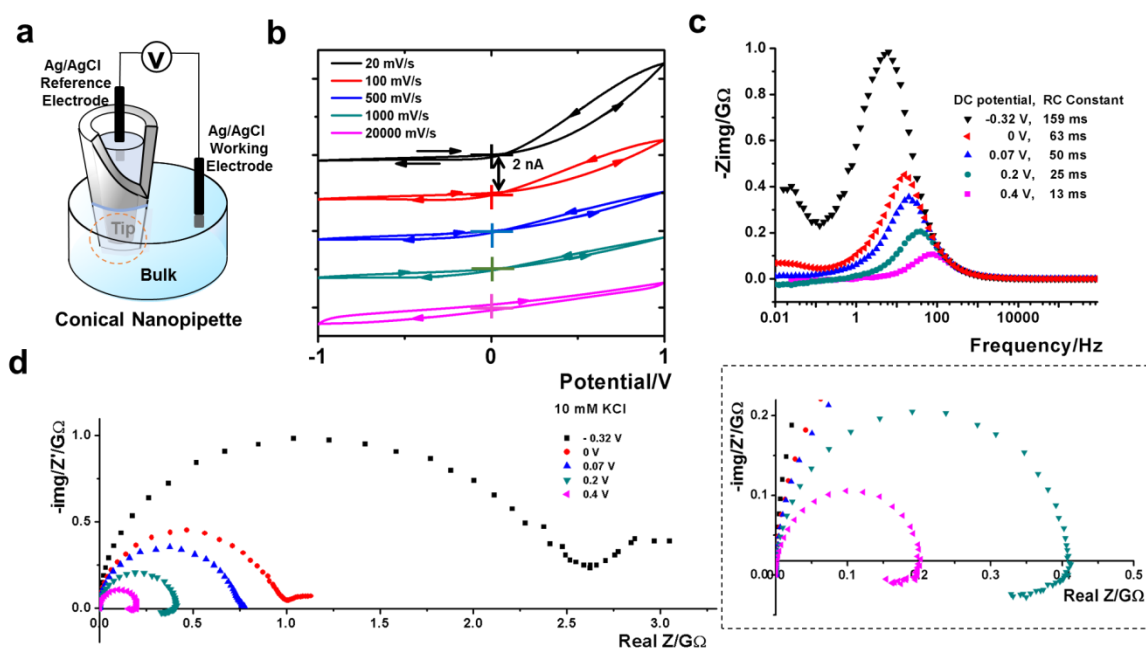 a
Ag/AgCl
Reference
Electrode
V
Ag/AgCl
Working
Electrode
Tip
Bulk
Conical Nanopipette
b
20 mV/s
100 mV/s
500 mV/s
1000 mV/s
20000 mV/s
2 nA
-1
0
1
Potential/V
c
-Zimg/GΩ
1.0
0.8
0.6
0.4
0.2
0.0
DC potential, RC Constant
-0.32 V, 159 ms
0 V, 63 ms
0.07 V, 50 ms
0.2 V, 25 ms
0.4 V, 13 ms
0.01
1
100
10000
Frequency/Hz
d
-img/Z'/GΩ
1.0
0.5
0.0
10 mM KCl
- 0.32 V
0 V
0.07 V
0.2 V
0.4 V
0.0
0.5
1.0
1.5
2.0
2.5
3.0
Real Z/GΩ
-img/Z'/GΩ
0.2
0.1
0.00
0.0
0.1
0.2
0.3
0.4
0.5
Real Z/GΩ